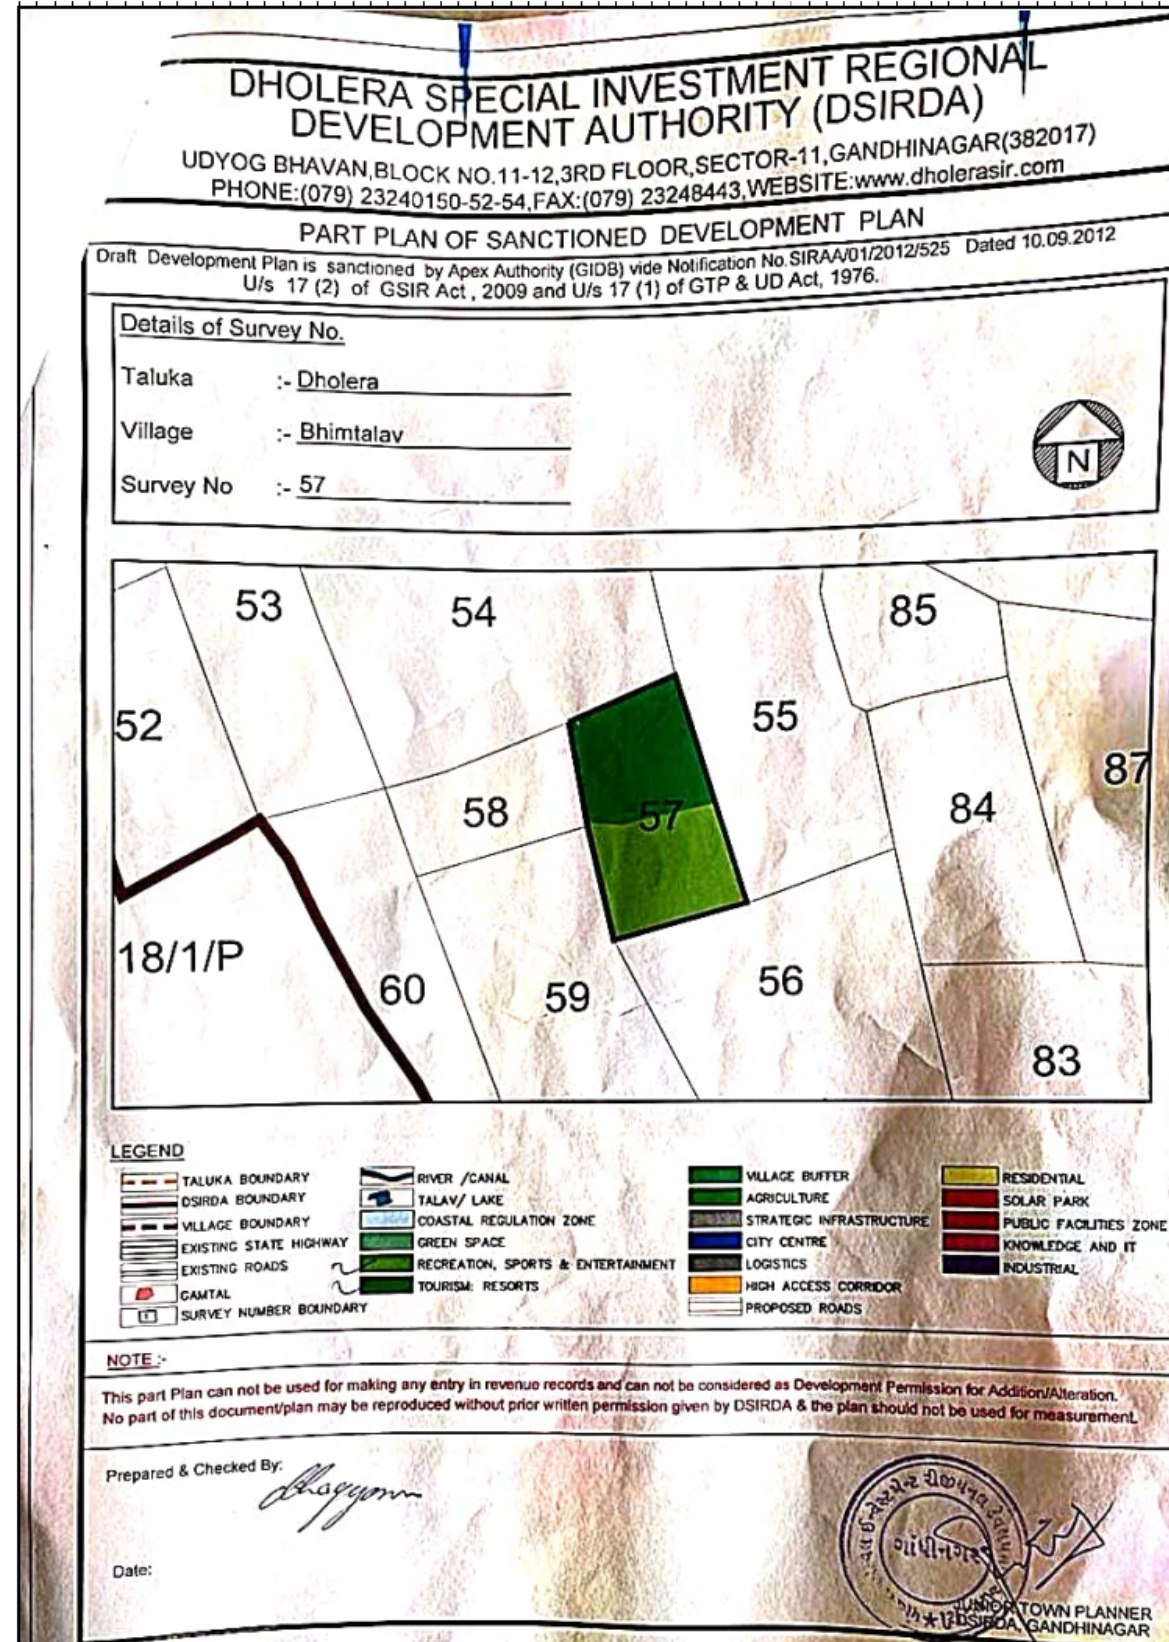 DHOLERA SPECIAL INVESTMENT REGIONAL
DEVELOPMENT AUTHORITY (DSIRDA)
UDYOG BHAVAN,BLOCK NO.11-12,3RD FLOOR,SECTOR-11,GANDHINAGAR(382017)
PHONE:(079) 23240150-52-54,FAX:(079) 23248443,WEBSITE:www.dholerasir.com
PART PLAN OF SANCTIONED DEVELOPMENT PLAN
Draft Development Plan is sanctioned by Apex Authority (GIDB) vide Notification No.SIRAA/01/2012/525 Dated 10.09.2012
U/s 17 (2) of GSIR Act , 2009 and U/s 17 (1) of GTP & UD Act, 1976.
Details of Survey No.
Taluka :- Dholera
Village :- Bhimtalav
Survey No :- 57
N
53
54
85
52
55
87
58
57
84
18/1/P
60
59
56
83
LEGEND
TALUKA BOUNDARY
DSIRDA BOUNDARY
VILLAGE BOUNDARY
EXISTING STATE HIGHWAY
EXISTING ROADS
GAMTAL
SURVEY NUMBER BOUNDARY
RIVER /CANAL
TALAV/ LAKE
COASTAL REGULATION ZONE
GREEN SPACE
RECREATION, SPORTS & ENTERTAINMENT
TOURISM: RESORTS
VILLAGE BUFFER
AGRICULTURE
STRATEGIC INFRASTRUCTURE
CITY CENTRE
LOGISTICS
HIGH ACCESS CORRIDOR
PROPOSED ROADS
RESIDENTIAL
SOLAR PARK
PUBLIC FACILITIES ZONE
KNOWLEDGE AND IT
INDUSTRIAL
NOTE :-
This part Plan can not be used for making any entry in revenue records and can not be considered as Development Permission for Addition/Alteration.
No part of this document/plan may be reproduced without prior written permission given by DSIRDA & the plan should not be used for measurement.
Prepared & Checked By:
Date:
ગાંધીનગર
JUNIOR TOWN PLANNER
DSIRDA, GANDHINAGAR